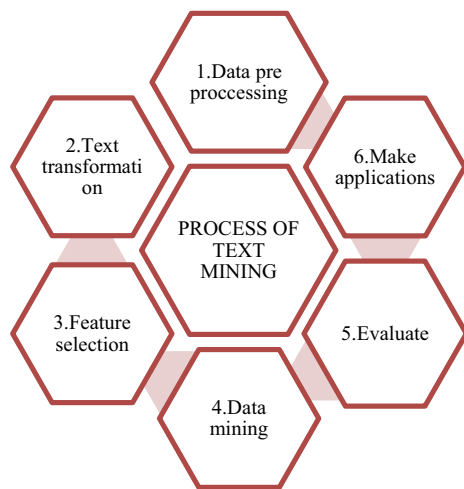 1.Data pre
proccessing
2.Text
transformati
on
3.Feature
selection
4.Data
mining
5.Evaluate
6.Make
applications
PROCESS OF
TEXT
MINING